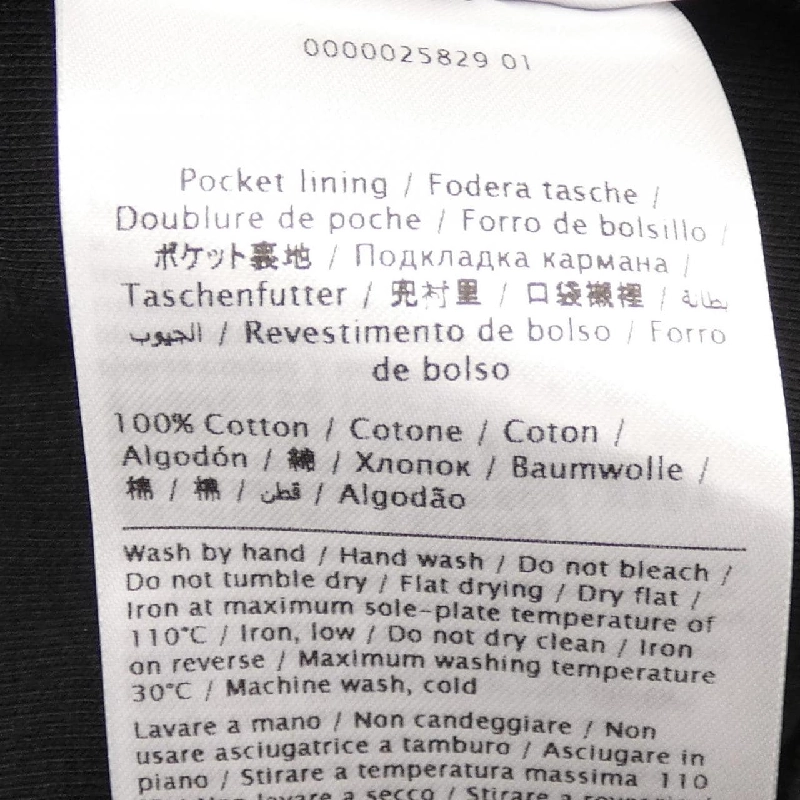 0000025829 01
Pocket lining / Fodera tasche /
Doublure de poche / Forro de bolsillo /
ポケット裏地 / Подкладка кармана /
Taschenfutter / 兜衬里 / 口袋襯裡 / بطانة
الجيوب / Revestimento de bolso / Forro
de bolso
100% Cotton / Cotone / Coton /
Algodón / 綿 / Хлопок / Baumwolle /
棉 / 棉 / قطن / Algodão
Wash by hand / Hand wash / Do not bleach /
Do not tumble dry / Flat drying / Dry flat /
Iron at maximum sole-plate temperature of
110°C / Iron, low / Do not dry clean / Iron
on reverse / Maximum washing temperature
30°C / Machine wash, cold
Lavare a mano / Non candeggiare / Non
usare asciugatrice a tamburo / Asciugare in
piano / Stirare a temperatura massima 110
lavare a secco / Stirare a